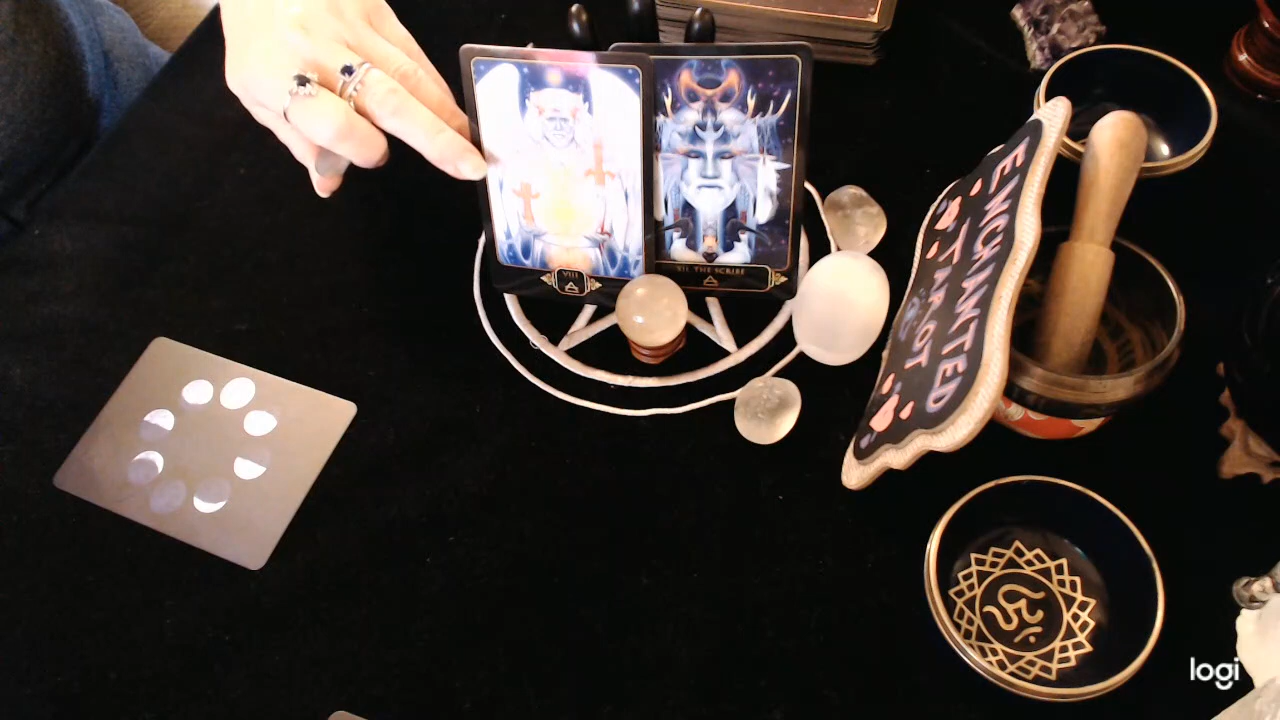 VIII
XII THE SCRIBE
ENCHANTED
TAROT
ॐ
logi